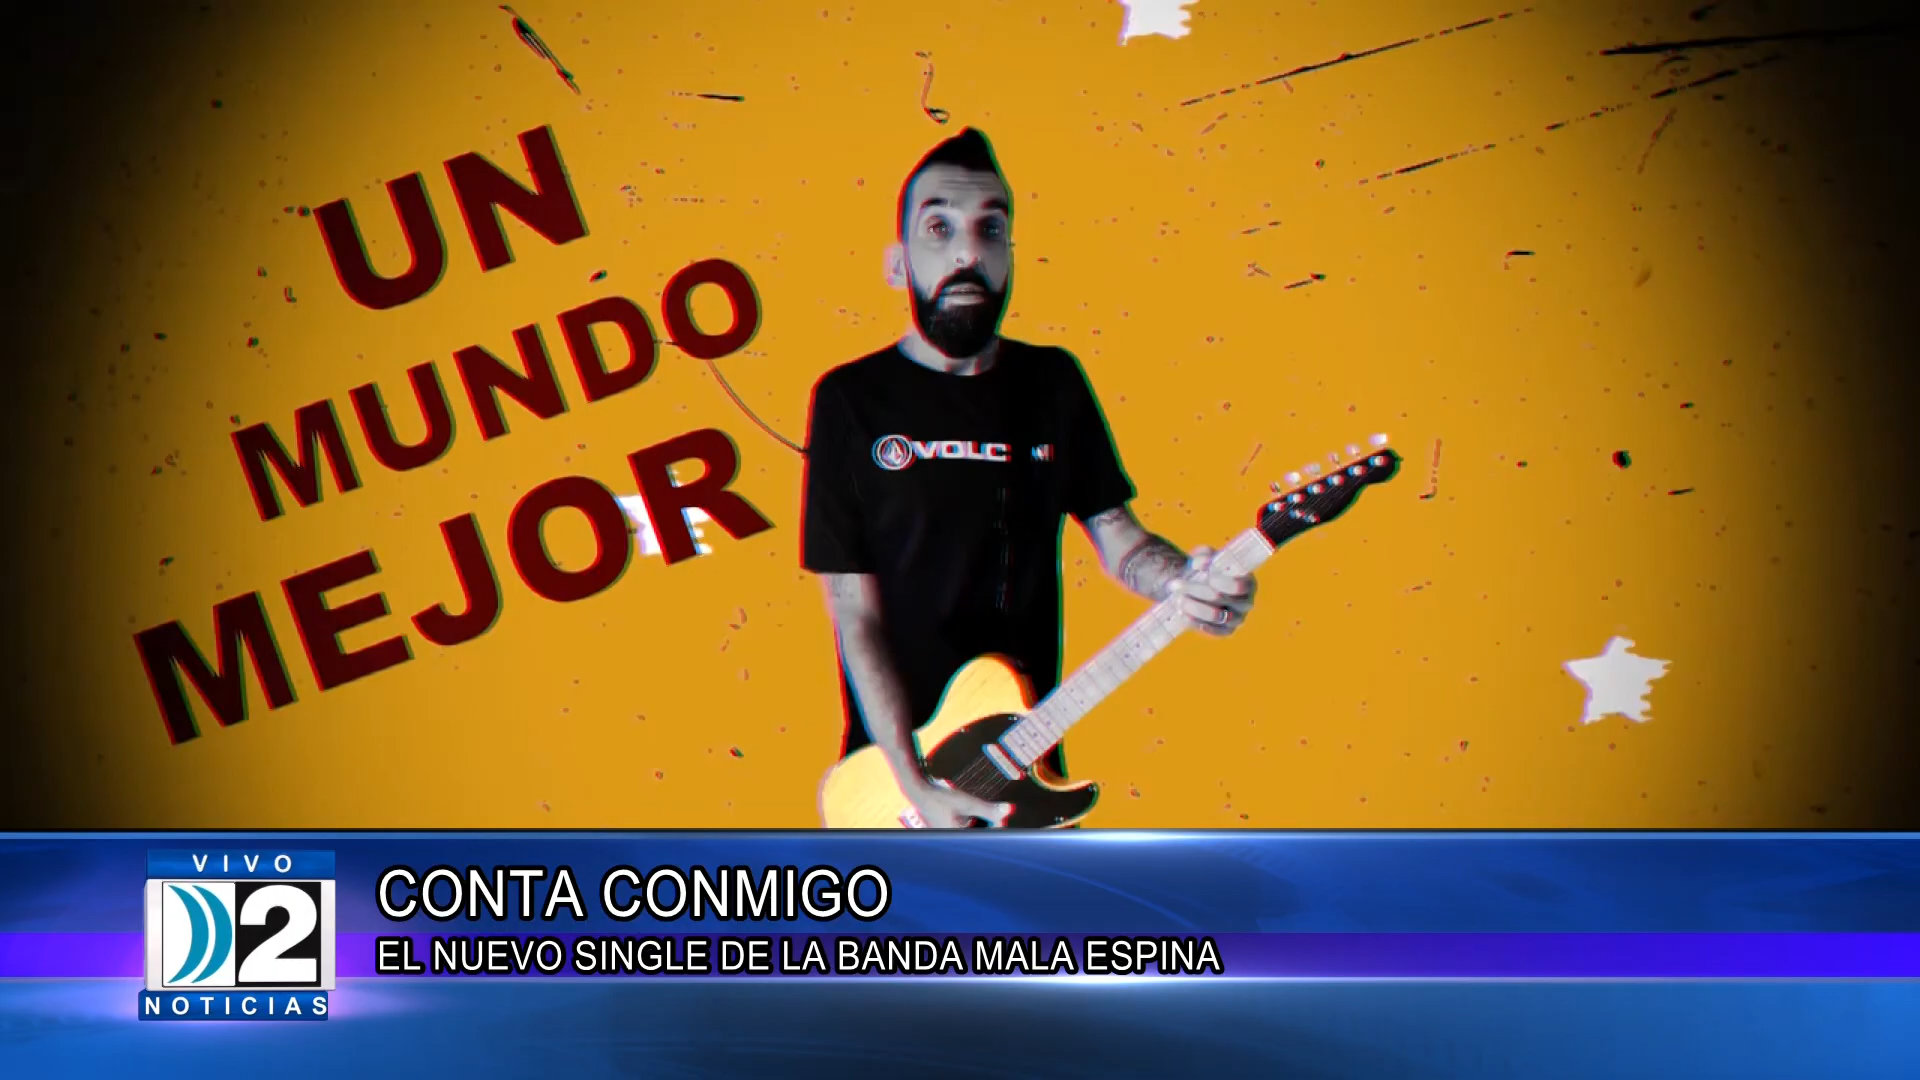 UN
MUNDO
MEJOR
VOLC M
VIVO
2
NOTICIAS
CONTA CONMIGO
EL NUEVO SINGLE DE LA BANDA MALA ESPINA